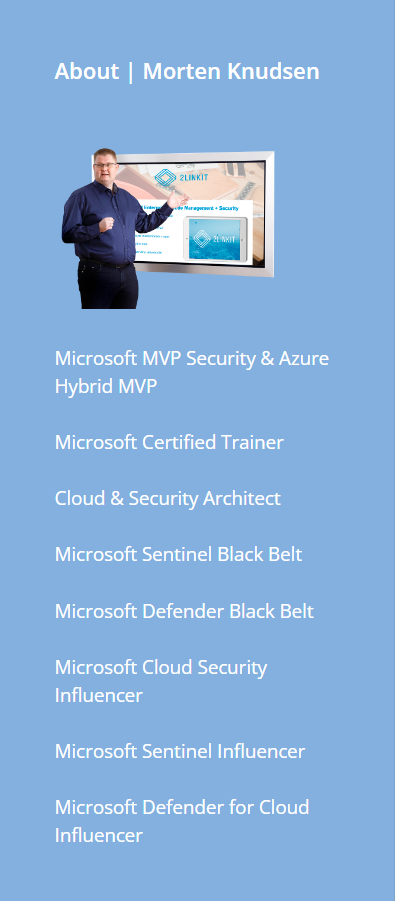 About | Morten Knudsen
2LINKIT
Management + Security
2LINKIT
Microsoft MVP Security & Azure
Hybrid MVP
Microsoft Certified Trainer
Cloud & Security Architect
Microsoft Sentinel Black Belt
Microsoft Defender Black Belt
Microsoft Cloud Security
Influencer
Microsoft Sentinel Influencer
Microsoft Defender for Cloud
Influencer